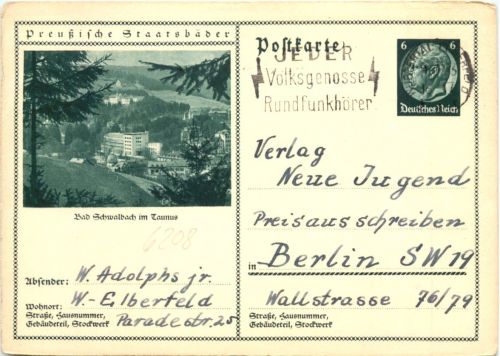 Preußische Staatsbäder
Bad Schwalbach im Taunus
6208
Absender: W. Adolphs jr.
Wohnort: W.-Elberfeld
Straße, Hausnummer, Paradestr. 25
Gebäudeteil, Stockwerk
Postkarte
JEDER
Volksgenosse
Rundfunkhörer
6 6
Deutsches Reich
Verlag
Neue Jugend
Preisausschreiben
in Berlin SW 19
Wallstrasse 76/79
Straße, Hausnummer,
Gebäudeteil, Stockwerk